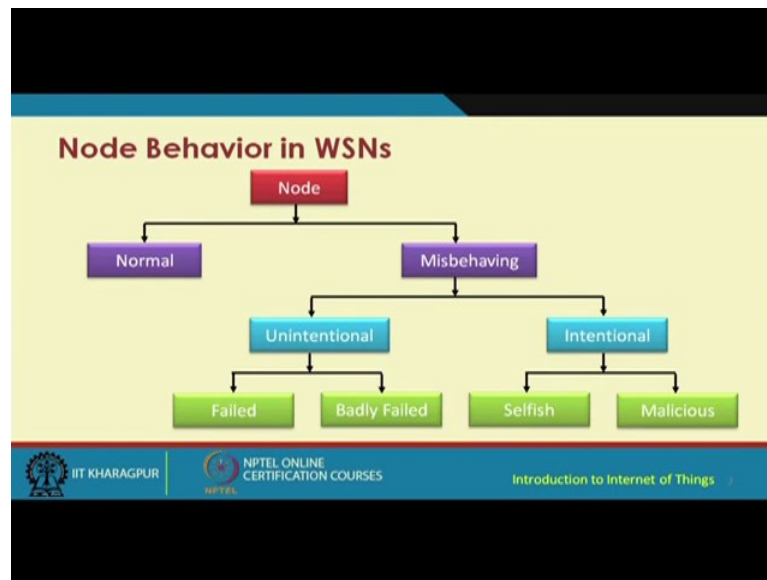 Node Behavior in WSNs
Node
Normal
Misbehaving
Unintentional
Intentional
Failed
Badly Failed
Selfish
Malicious
IIT KHARAGPUR
NPTEL ONLINE
CERTIFICATION COURSES
NPTEL
Introduction to Internet of Things